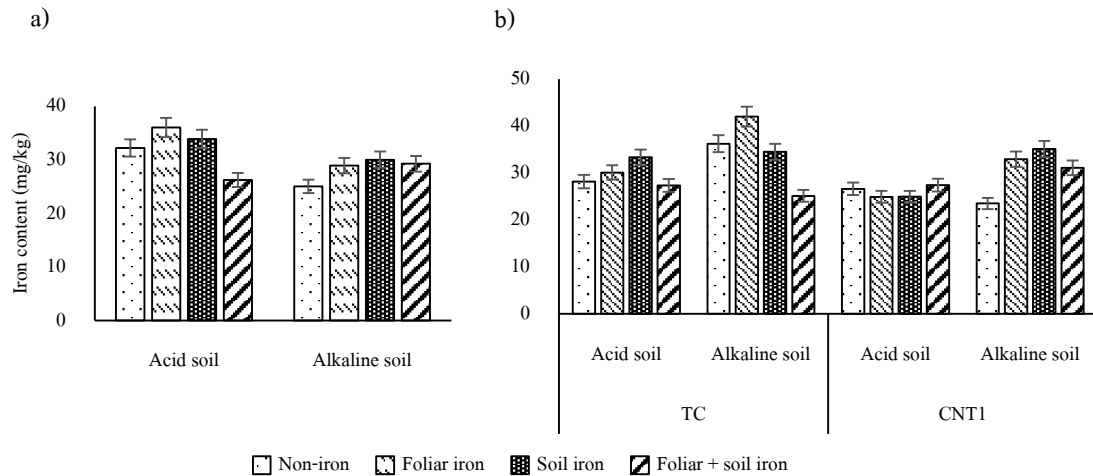 a)
Iron content (mg/kg)
40
30
20
10
0
Acid soil
Alkaline soil
b)
50
40
30
20
10
0
Acid soil
Alkaline soil
Acid soil
Alkaline soil
TC
CNT1
Non-iron
Foliar iron
Soil iron
Foliar + soil iron